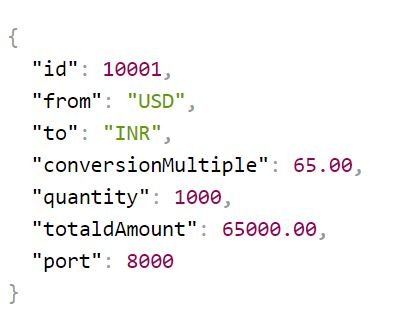 {
"id": 10001,
"from": "USD",
"to": "INR",
"conversionMultiple": 65.00,
"quantity": 1000,
"totaldAmount": 65000.00,
"port": 8000
}